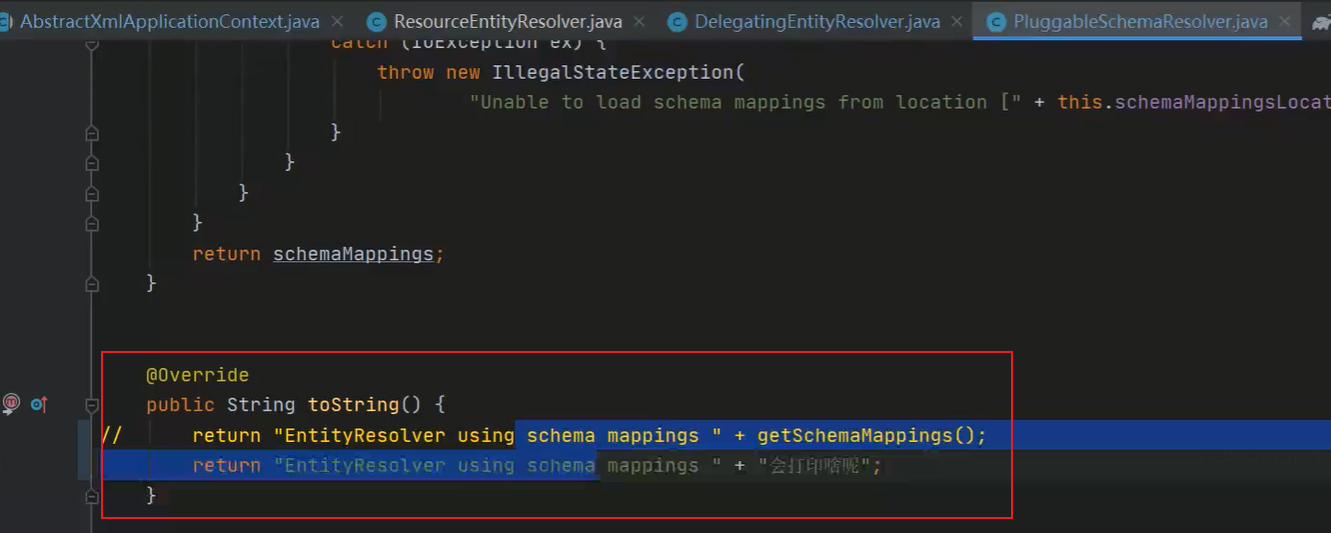 AbstractXmlApplicationContext.java
ResourceEntityResolver.java
DelegatingEntityResolver.java
PluggableSchemaResolver.java
catch (IOException ex) {
throw new IllegalStateException(
"Unable to load schema mappings from location [" + this.schemaMappingsLocat
}
}
}
}
return schemaMappings;
}
@Override
public String toString() {
// return "EntityResolver using schema mappings " + getSchemaMappings();
return "EntityResolver using schema mappings " + "会打印啥呢";
}